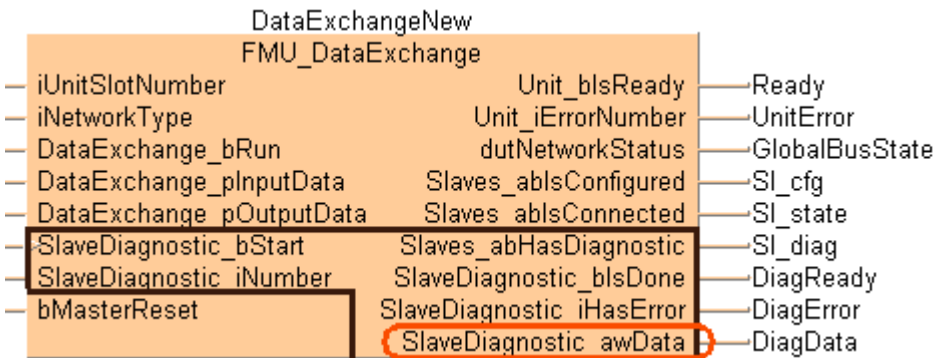 DataExchangeNew
FMU_DataExchange
iUnitSlotNumber Unit_bIsReady Ready
iNetworkType Unit_iErrorNumber UnitError
DataExchange_bRun dutNetworkStatus GlobalBusState
DataExchange_pInputData Slaves_abIsConfigured Sl_cfg
DataExchange_pOutputData Slaves_abIsConnected Sl_state
SlaveDiagnostic_bStart Slaves_abHasDiagnostic Sl_diag
SlaveDiagnostic_iNumber SlaveDiagnostic_bIsDone DiagReady
bMasterReset SlaveDiagnostic_iHasError DiagError
SlaveDiagnostic_awData DiagData